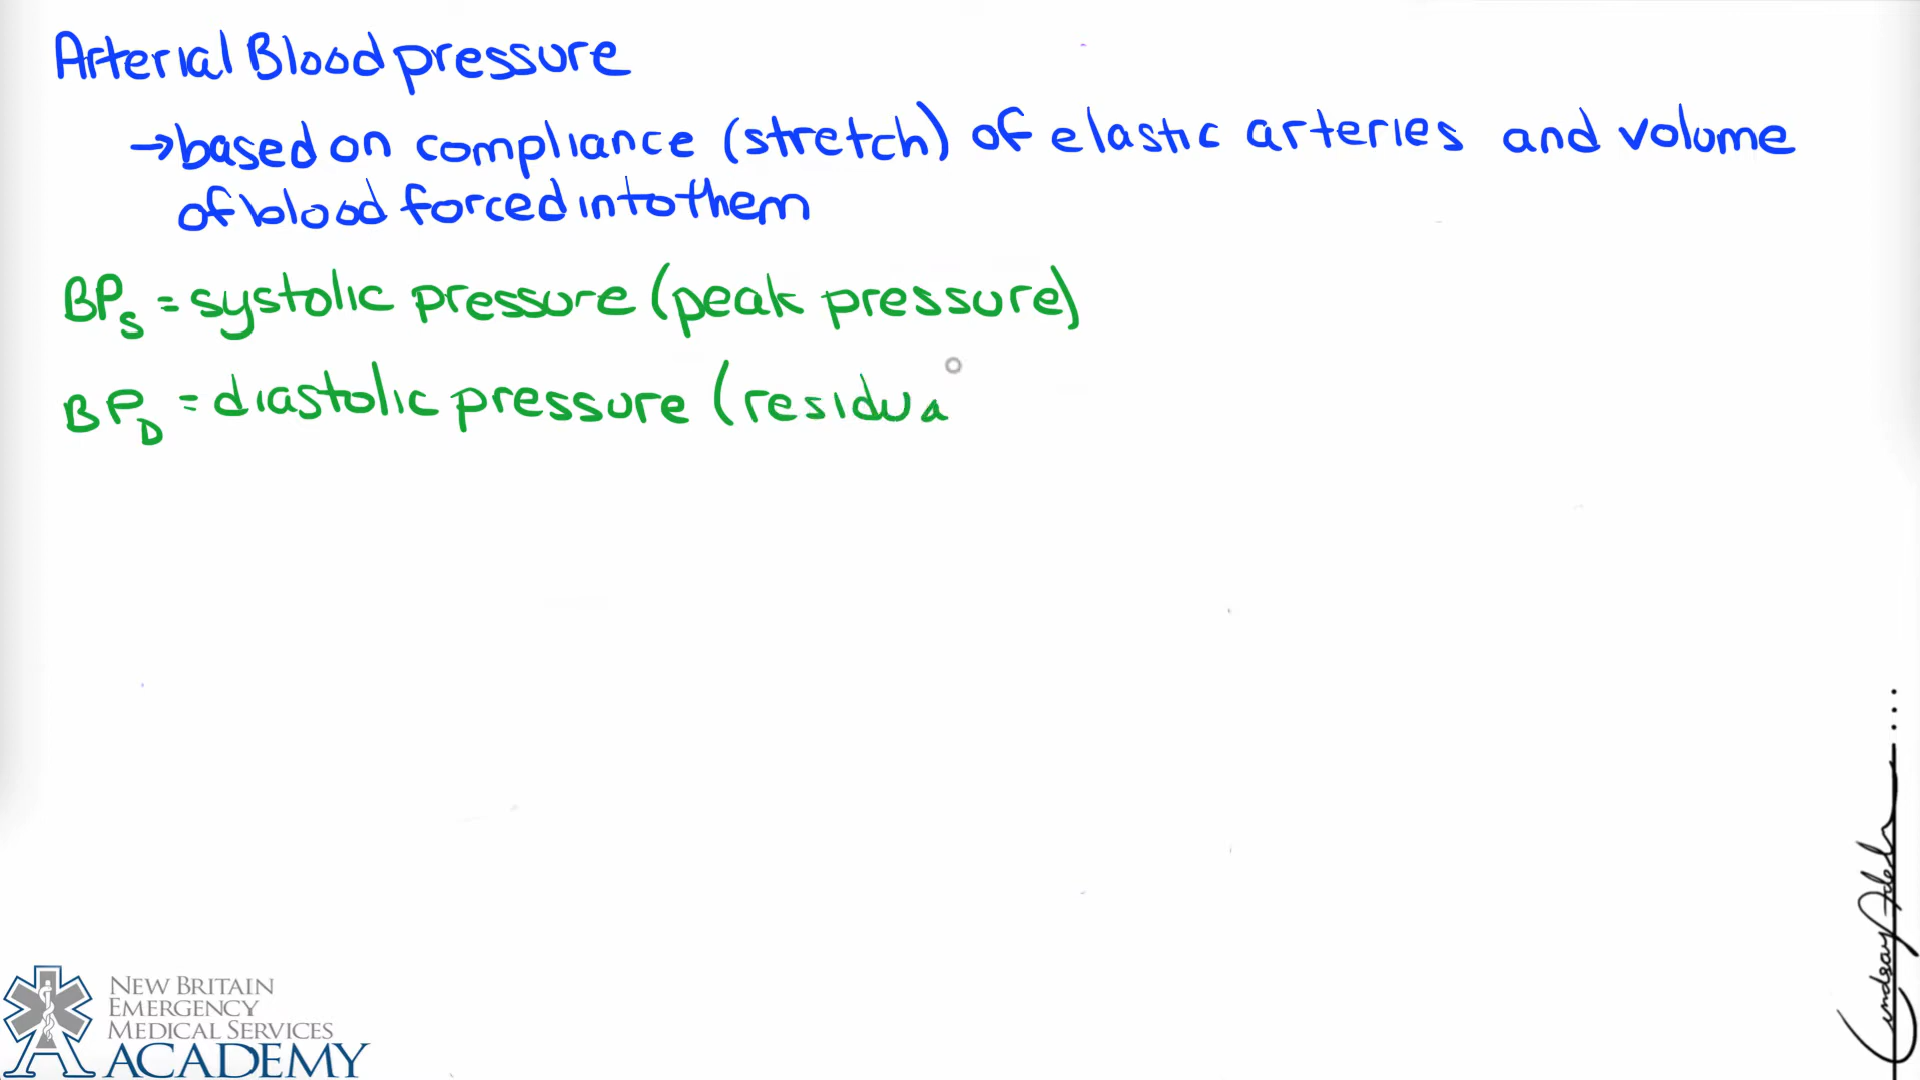 Arterial Blood pressure
→based on compliance (stretch) of elastic arteries and volume
of blood forced into them
BPS = systolic pressure (peak pressure)
BPD = diastolic pressure (residua
NEW BRITAIN
EMERGENCY
MEDICAL SERVICES
ACADEMY